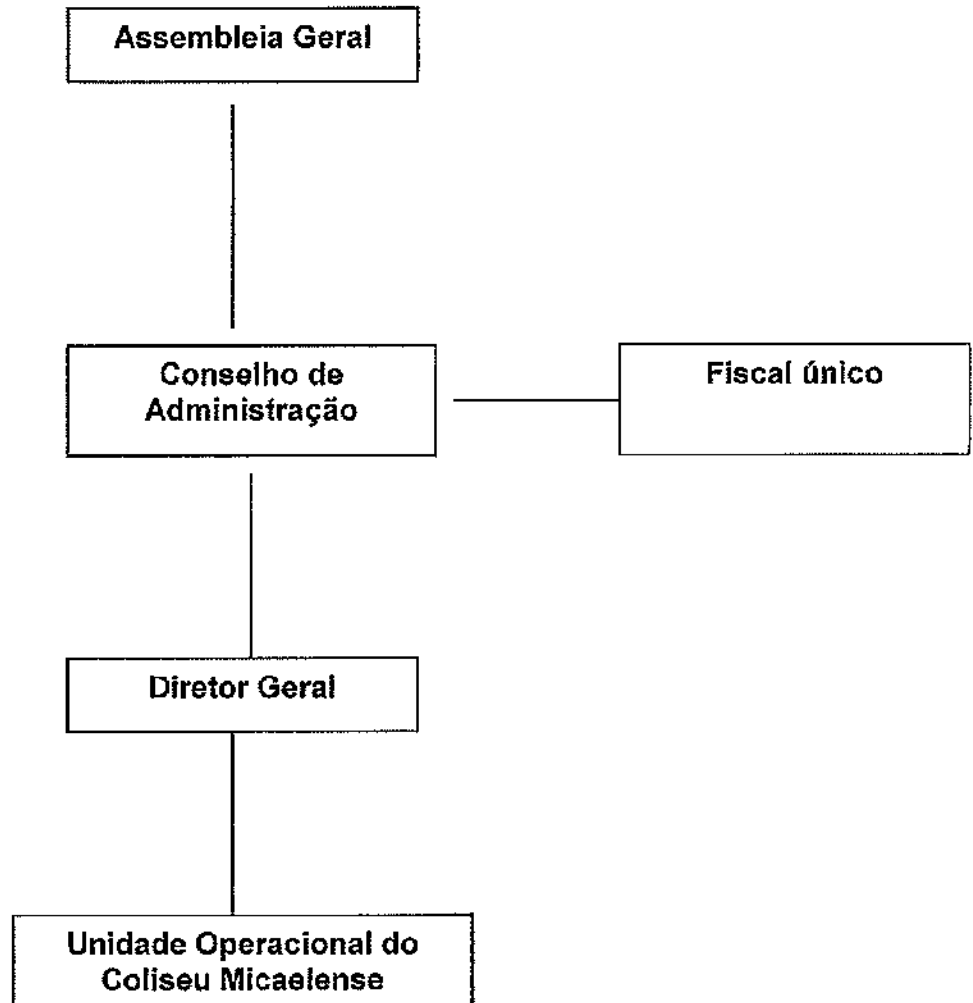 Assembleia Geral
Conselho de
Administração
Fiscal único
Diretor Geral
Unidade Operacional do
Coliseu Micaelense